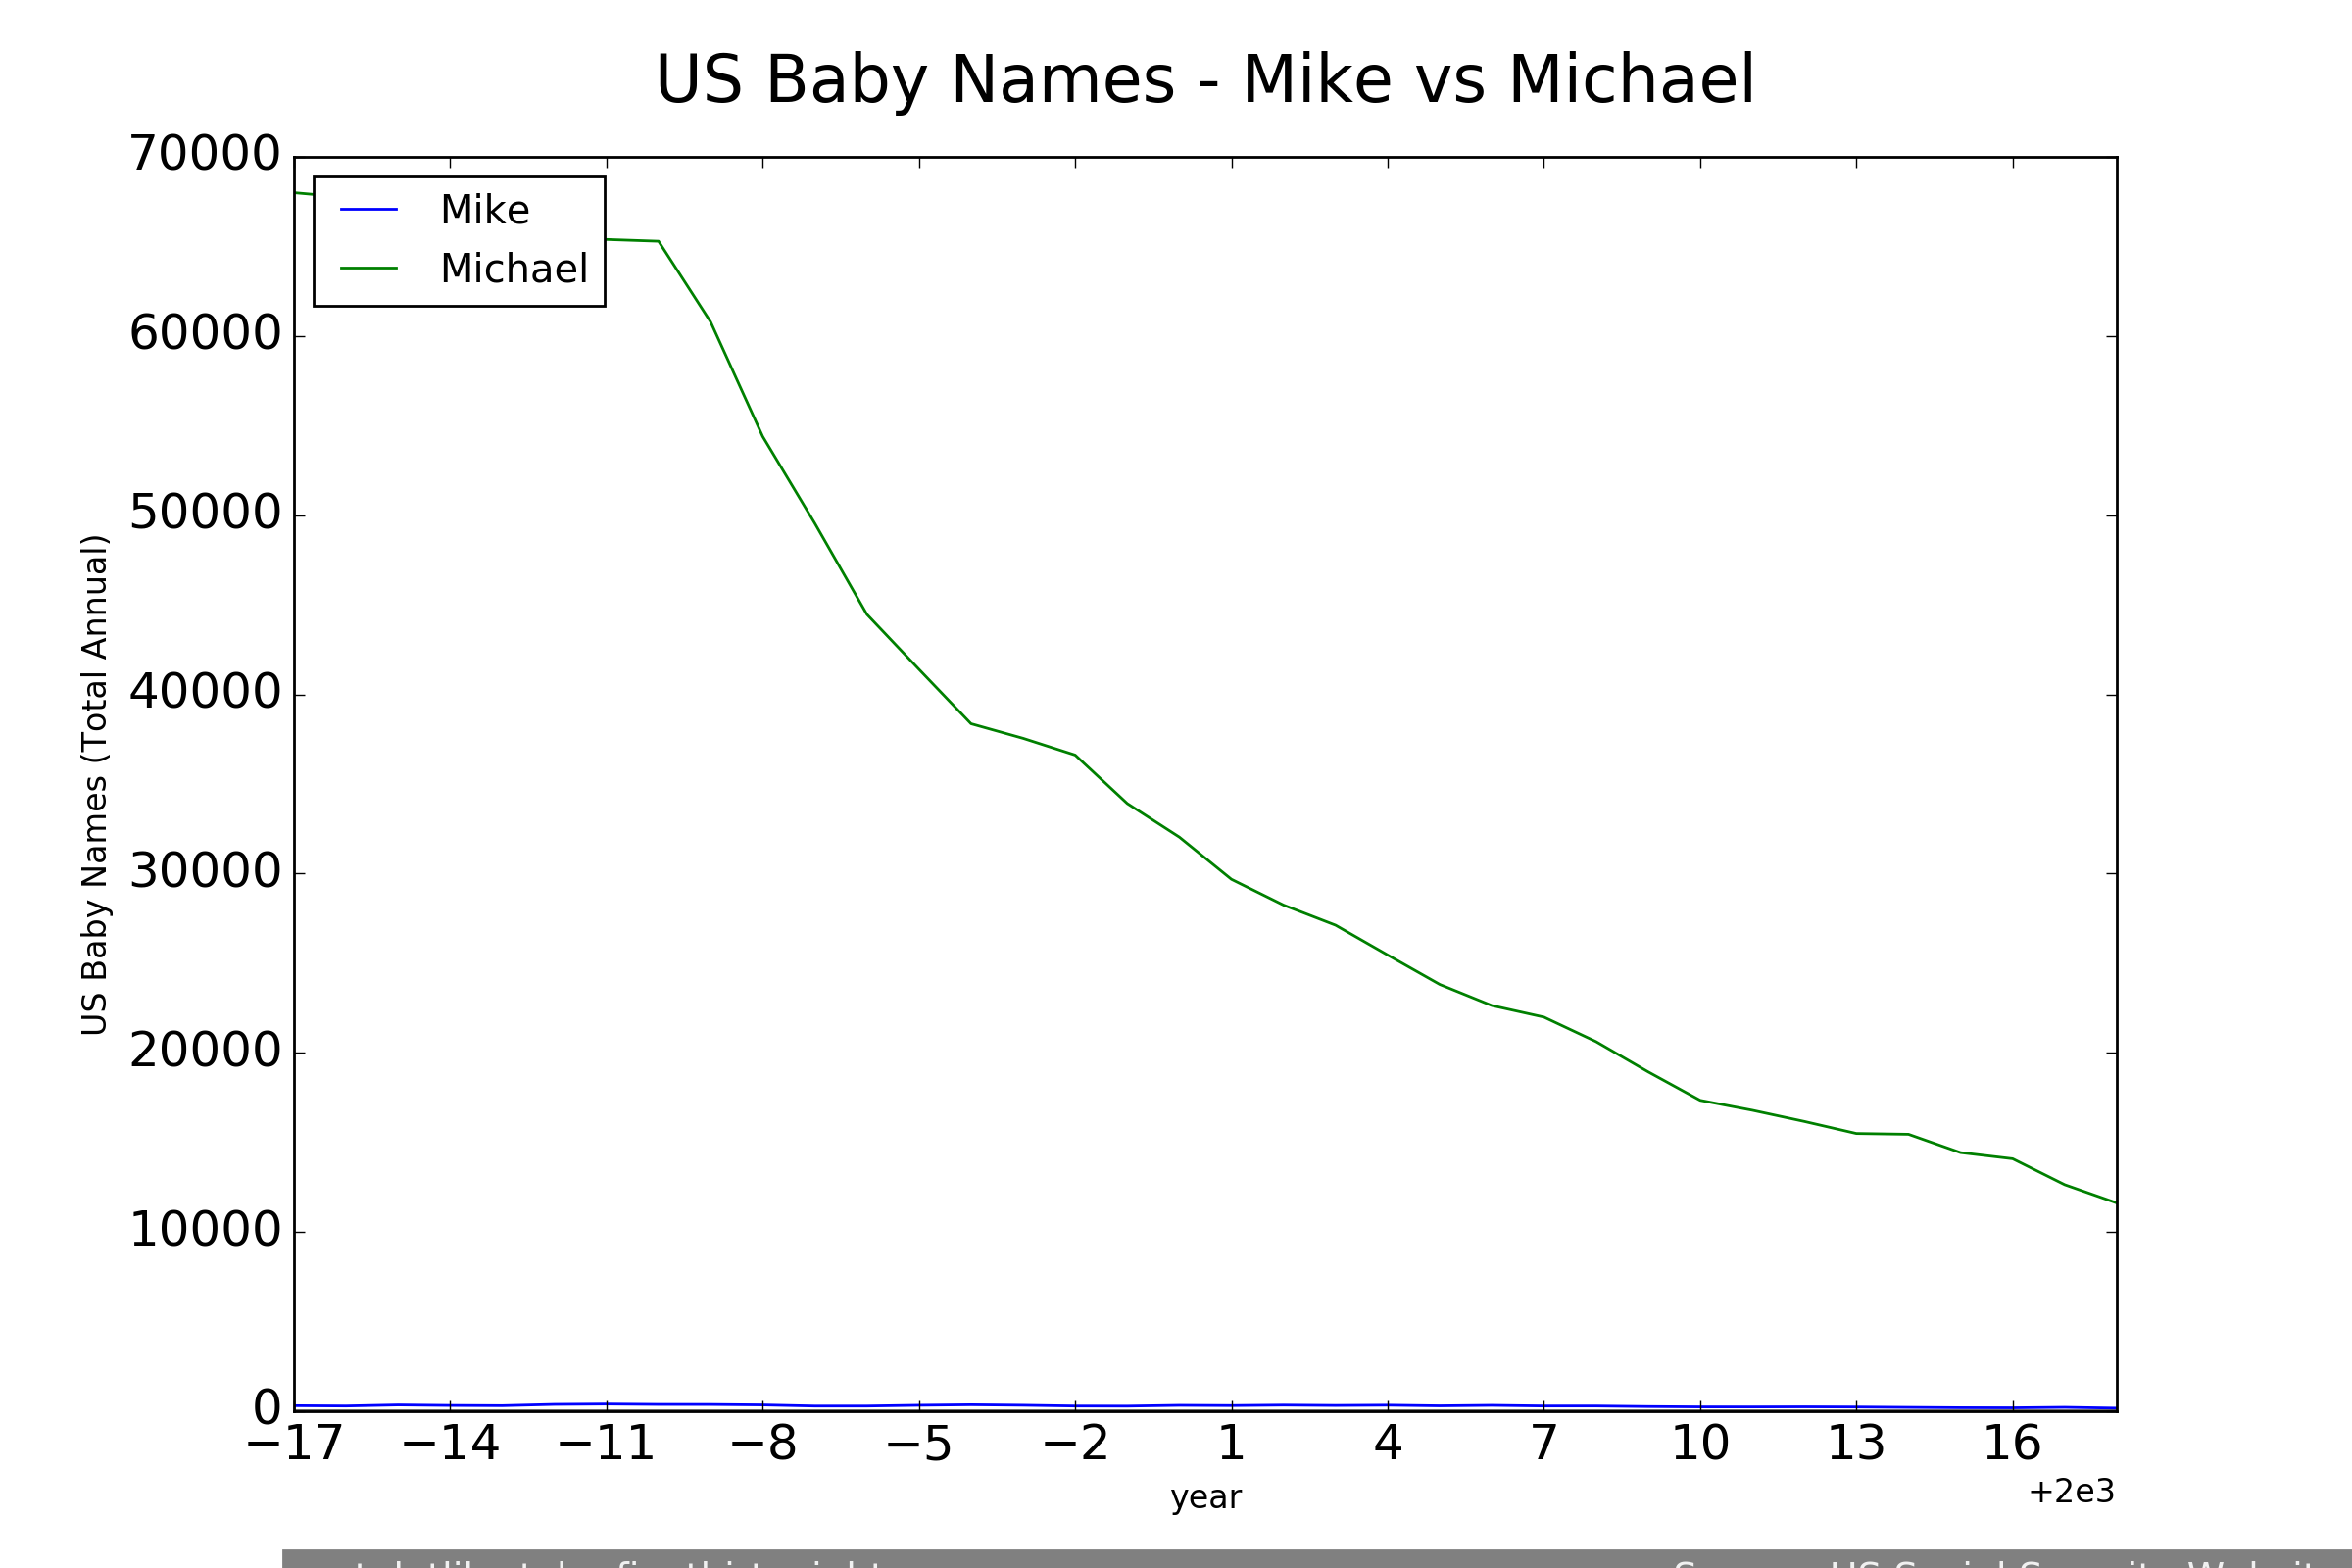 US Baby Names - Mike vs Michael
70000
60000
50000
40000
30000
20000
10000
0
Mike
Michael
US Baby Names (Total Annual)
−17 −14 −11 −8 −5 −2 1 4 7 10 13 16
year
+2e3